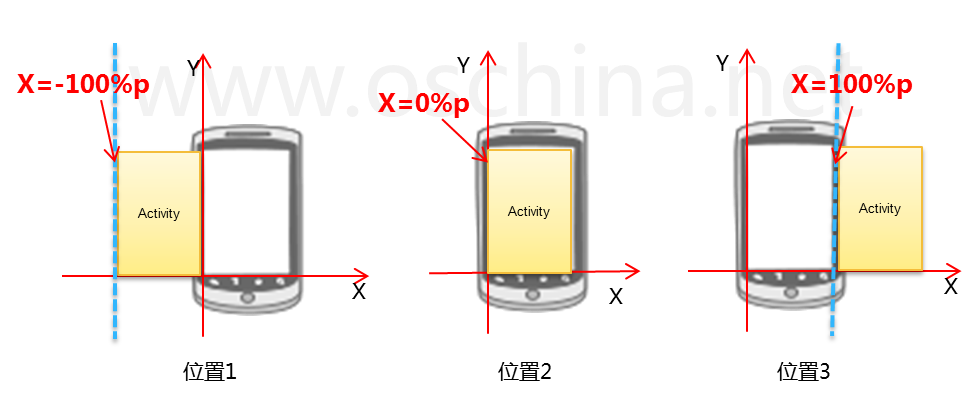 www.oschina.net
Y
X=-100%p
Activity
X
位置1
Y
X=0%p
Activity
X
位置2
Y
X=100%p
Activity
X
位置3